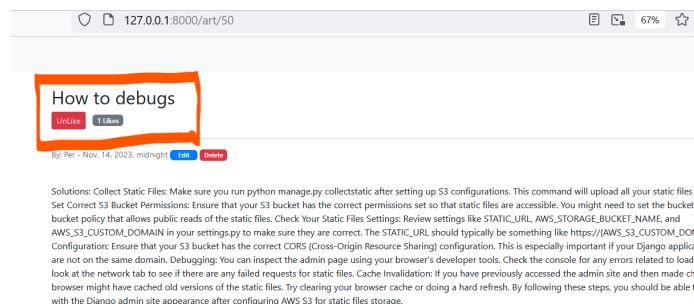 127.0.0.1:8000/art/50
67%
How to debugs
UnLike
1 Likes
By: Per - Nov. 14, 2023, midnight
Edit
Delete
Solutions: Collect Static Files: Make sure you run python manage.py collectstatic after setting up S3 configurations. This command will upload all your static files
Set Correct S3 Bucket Permissions: Ensure that your S3 bucket has the correct permissions set so that static files are accessible. You might need to set the bucket
bucket policy that allows public reads of the static files. Check Your Static Files Settings: Review settings like STATIC_URL, AWS_STORAGE_BUCKET_NAME, and
AWS_S3_CUSTOM_DOMAIN in your settings.py to make sure they are correct. The STATIC_URL should typically be something like https://{AWS_S3_CUSTOM_DON
Configuration: Ensure that your S3 bucket has the correct CORS (Cross-Origin Resource Sharing) configuration. This is especially important if your Django applica
are not on the same domain. Debugging: You can inspect the admin page using your browser's developer tools. Check the console for any errors related to load
look at the network tab to see if there are any failed requests for static files. Cache Invalidation: If you have previously accessed the admin site and then made ch
browser might have cached old versions of the static files. Try clearing your browser cache or doing a hard refresh. By following these steps, you should be able
with the Django admin site appearance after configuring AWS S3 for static files storage.